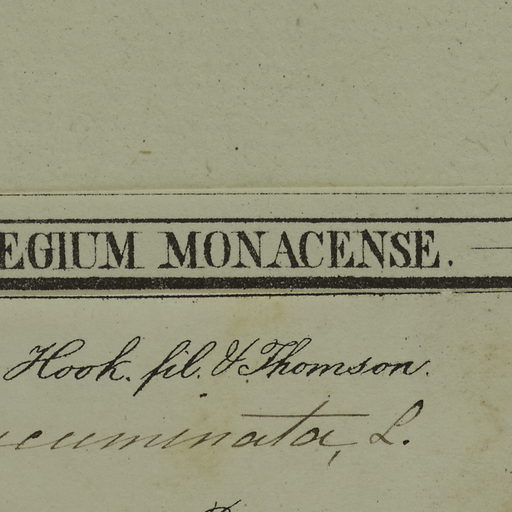 EGIUM MONACENSE.
Hook. fil. & Thomson.
cuminata, L.